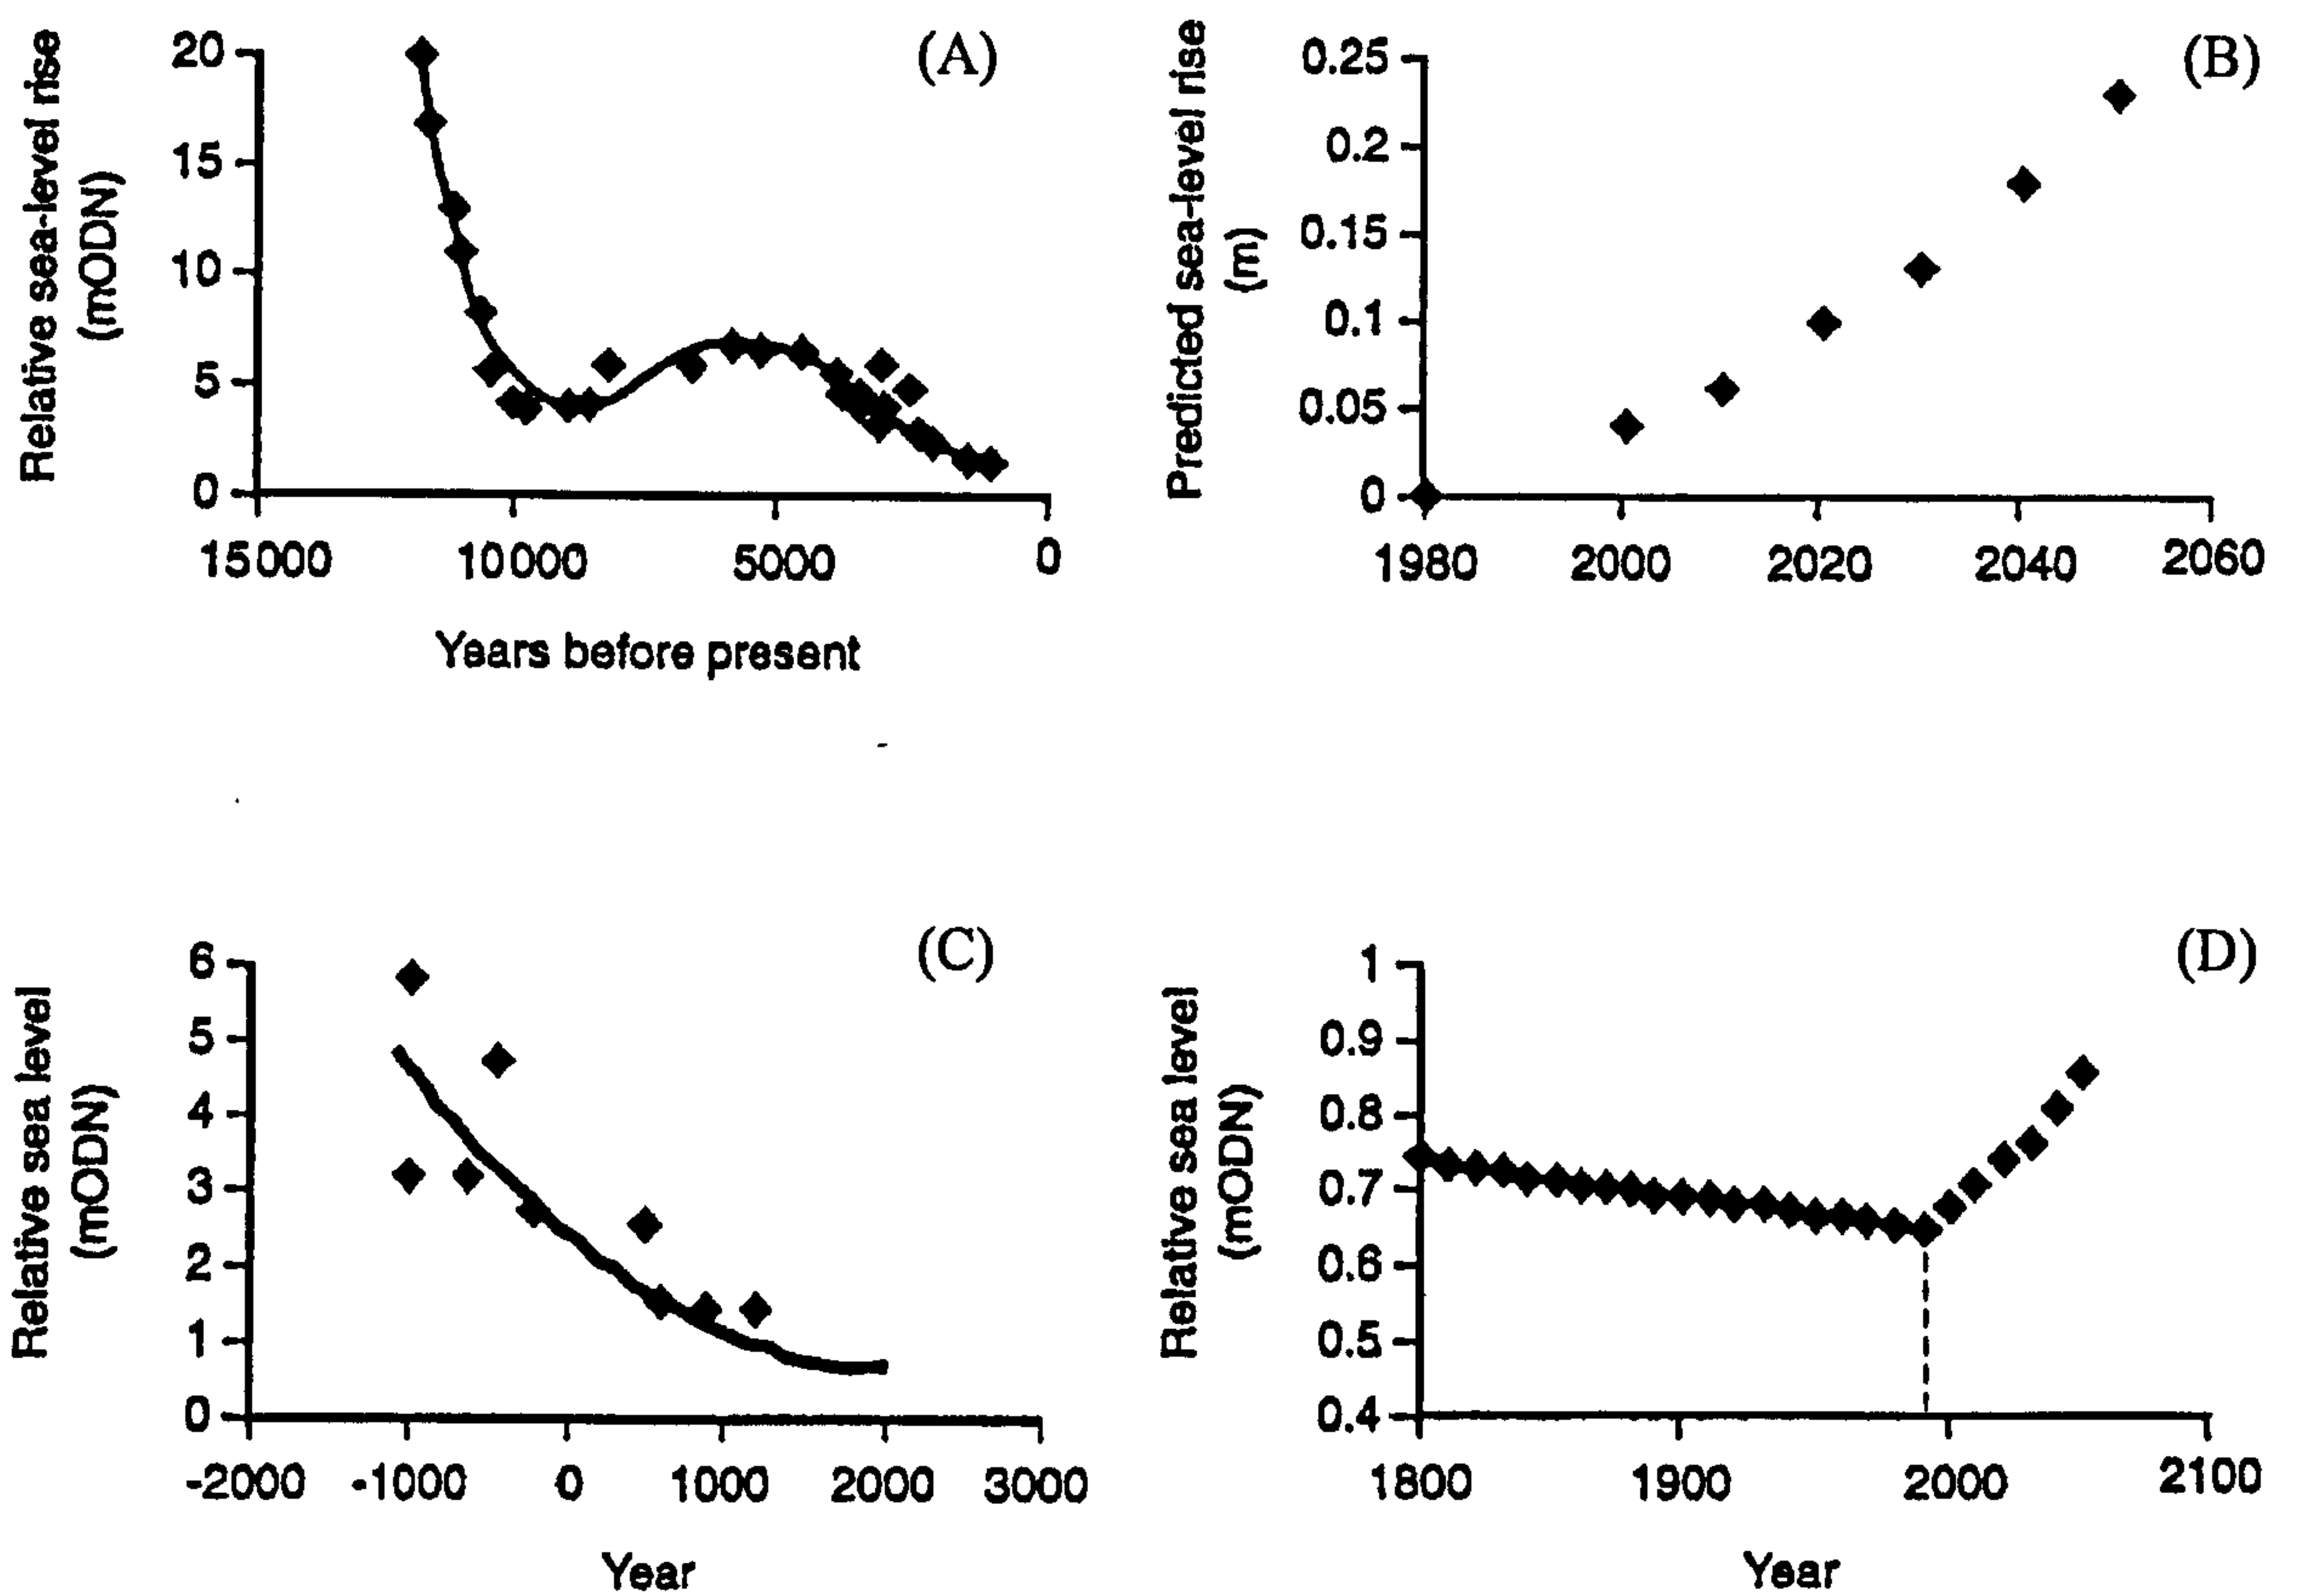 Relative sea-level rise
(mODN)
(A)
20
15
10
5
0
15000 10000 5000 0
Years before present
Predicted sea-level rise
(m)
(B)
0.25
0.2
0.15
0.1
0.05
0
1980 2000 2020 2040 2060
Relative sea level
(mODN)
(C)
6
5
4
3
2
1
0
-2000 -1000 0 1000 2000 3000
Year
Relative sea level
(mODN)
(D)
1
0.9
0.8
0.7
0.6
0.5
0.4
1800 1900 2000 2100
Year